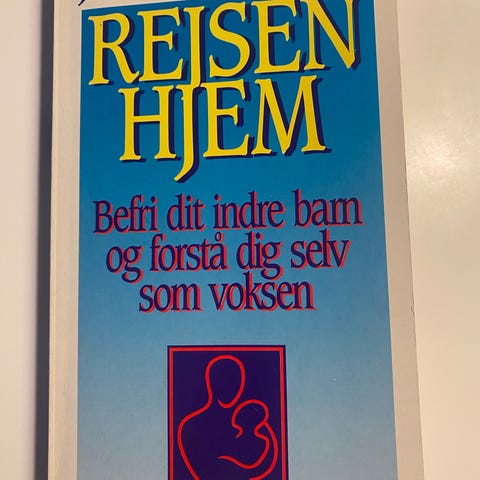 REJSEN
HJEM
Befri dit indre barn
og forstå dig selv
som voksen